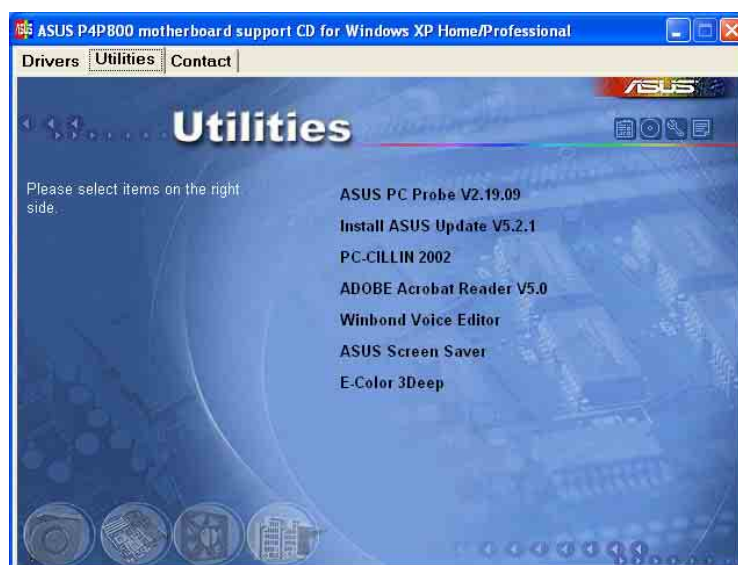 ASUS P4P800 motherboard support CD for Windows XP Home/Professional
Drivers Utilities Contact
ASUS
Utilities
Please select items on the right
side.
ASUS PC Probe V2.19.09
Install ASUS Update V5.2.1
PC-CILLIN 2002
ADOBE Acrobat Reader V5.0
Winbond Voice Editor
ASUS Screen Saver
E-Color 3Deep